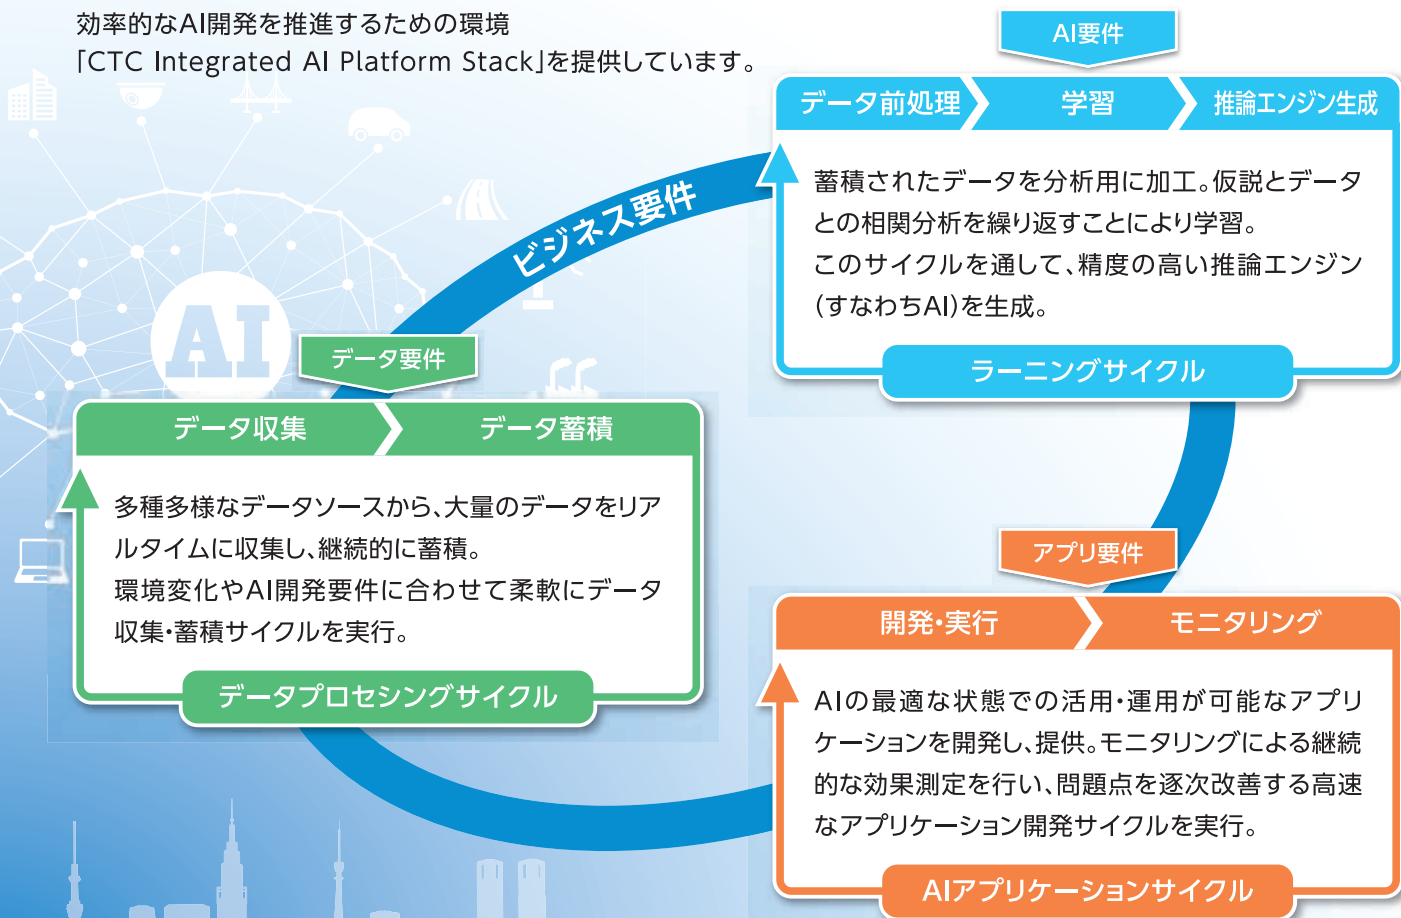 効率的なAI開発を推進するための環境
「CTC Integrated AI Platform Stack」を提供しています。
AI要件
データ前処理 学習 推論エンジン生成
蓄積されたデータを分析用に加工。仮説とデータ
との相関分析を繰り返すことにより学習。
このサイクルを通して、精度の高い推論エンジン
(すなわちAI)を生成。
ラーニングサイクル
ビジネス要件
AI
データ要件
データ収集 データ蓄積
多種多様なデータソースから、大量のデータをリア
ルタイムに収集し、継続的に蓄積。
環境変化やAI開発要件に合わせて柔軟にデータ
収集・蓄積サイクルを実行。
データプロセシングサイクル
アプリ要件
開発・実行 モニタリング
AIの最適な状態での活用・運用が可能なアプリ
ケーションを開発し、提供。モニタリングによる継続
的な効果測定を行い、問題点を逐次改善する高速
なアプリケーション開発サイクルを実行。
AIアプリケーションサイクル